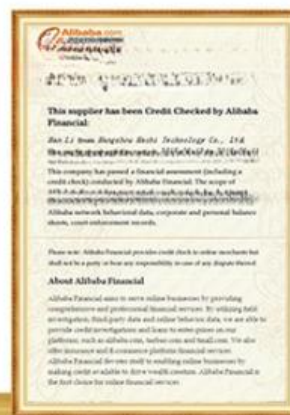 Alibaba.com
This supplier has been Credit Checked by Alibaba
Financial:
Technology Co., Ltd
This company has passed a financial assessment (including a
credit check) conducted by Alibaba Financial. The scope of
Alibaba network behavioral data, corporate and personal balance
sheets, court enforcement records.
Please note: Alibaba Financial provides credit check to online merchants but
shall not be a party or bear any responsibility in case of any dispute thereof.
About Alibaba Financial
Alibaba Financial aims to serve online businesses by providing
comprehensive and professional financial services. By utilizing field
investigation, third-party data and online behavior data, we are able to
provide credit investigations and loans to enterprises on our
platforms, such as alibaba.com, taobao.com and tmall.com. We also
offer insurance and e-commerce platform financial services.
Alibaba Financial devotes itself to enabling online businesses by
making credit available to drive wealth creation. Alibaba Financial is
the first choice for online financial services.